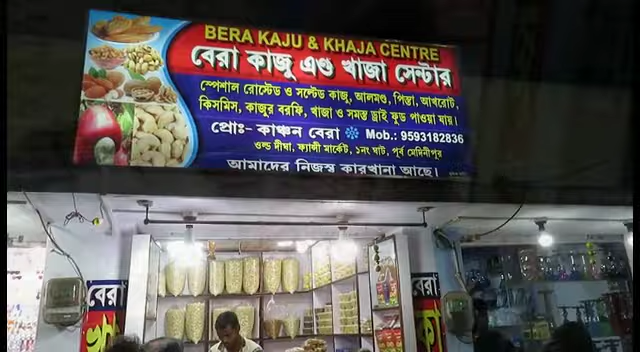 BERA KAJU & KHAJA CENTRE
বেরা কাজু এণ্ড খাজা সেন্টার
স্পেশাল রোস্টেড ও সল্টেড কাজু, আলমণ্ড, পিস্তা, আখরোট,
কিসমিস, কাজুর বরফি, খাজা ও সমস্ত ড্রাই ফুড পাওয়া যায়।
প্রোঃ- কাঞ্চন বেরা Mob.: 9593182836
ওল্ড দীঘা, ফ্যান্সী মার্কেট, ১নং ঘাট, পূর্ব মেদিনীপুর
আমাদের নিজস্ব কারখানা আছে।
বেরা
বেরা